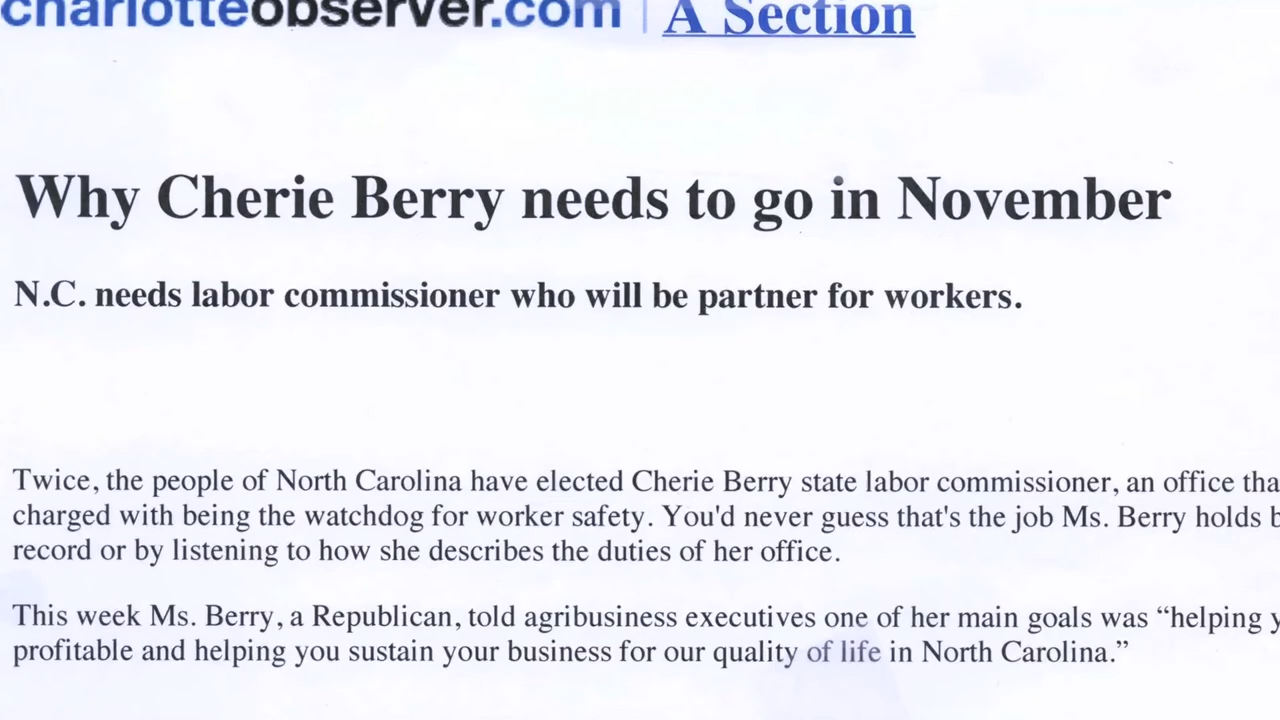 charlotteobserver.com | A Section
Why Cherie Berry needs to go in November
N.C. needs labor commissioner who will be partner for workers.
Twice, the people of North Carolina have elected Cherie Berry state labor commissioner, an office
charged with being the watchdog for worker safety. You'd never guess that's the job Ms. Berry holds
record or by listening to how she describes the duties of her office.
This week Ms. Berry, a Republican, told agribusiness executives one of her main goals was “helping
profitable and helping you sustain your business for our quality of life in North Carolina.”